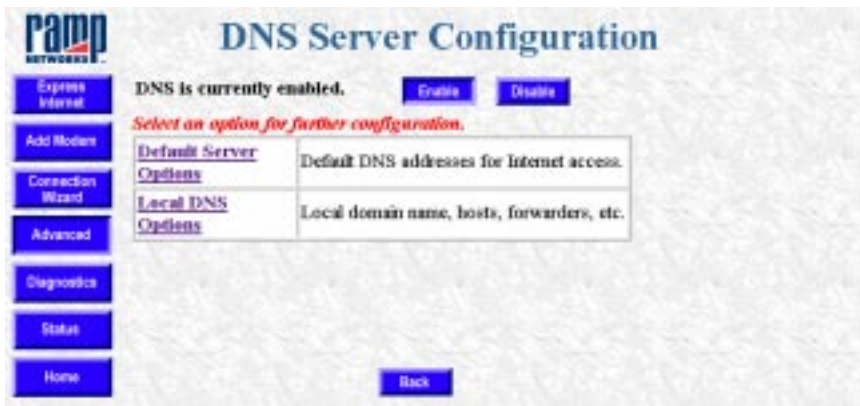 ramp
NETWORKS
DNS Server Configuration
Express
Internet
DNS is currently enabled.
Enable
Disable
Select an option for further configuration.
Add Modem
Default Server
Options
Default DNS addresses for Internet access.
Connection
Wizard
Local DNS
Options
Local domain name, hosts, forwarders, etc.
Advanced
Diagnostics
Status
Home
Back